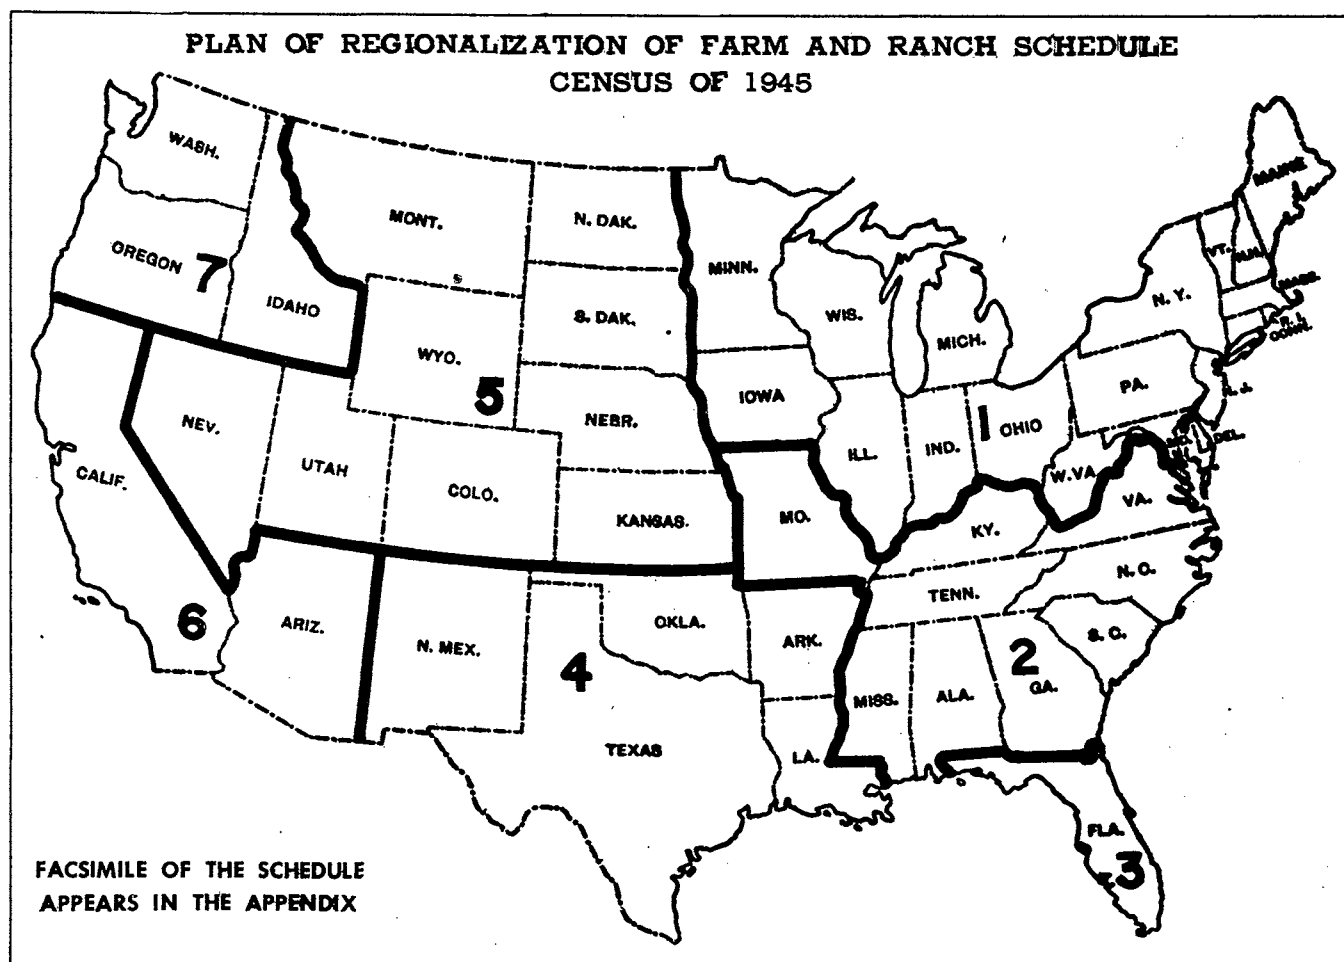 PLAN OF REGIONALIZATION OF FARM AND RANCH SCHEDULE
CENSUS OF 1945
WASH.
MONT.
N. DAK.
MINN.
MAINE
VT.
N.H.
MASS.
OREGON
7
IDAHO
S. DAK.
WIS.
MICH.
N. Y.
R. I.
CONN.
WYO.
5
NEBR.
IOWA
ILL.
IND.
1
OHIO
PA.
N. J.
DEL.
NEV.
UTAH
COLO.
KANSAS.
MO.
KY.
W. VA.
VA.
CALIF.
6
ARIZ.
N. MEX.
4
OKLA.
ARK.
TENN.
N. C.
S. C.
2
GA.
ALA.
MISS.
LA.
TEXAS
FLA.
3
FACSIMILE OF THE SCHEDULE
APPEARS IN THE APPENDIX